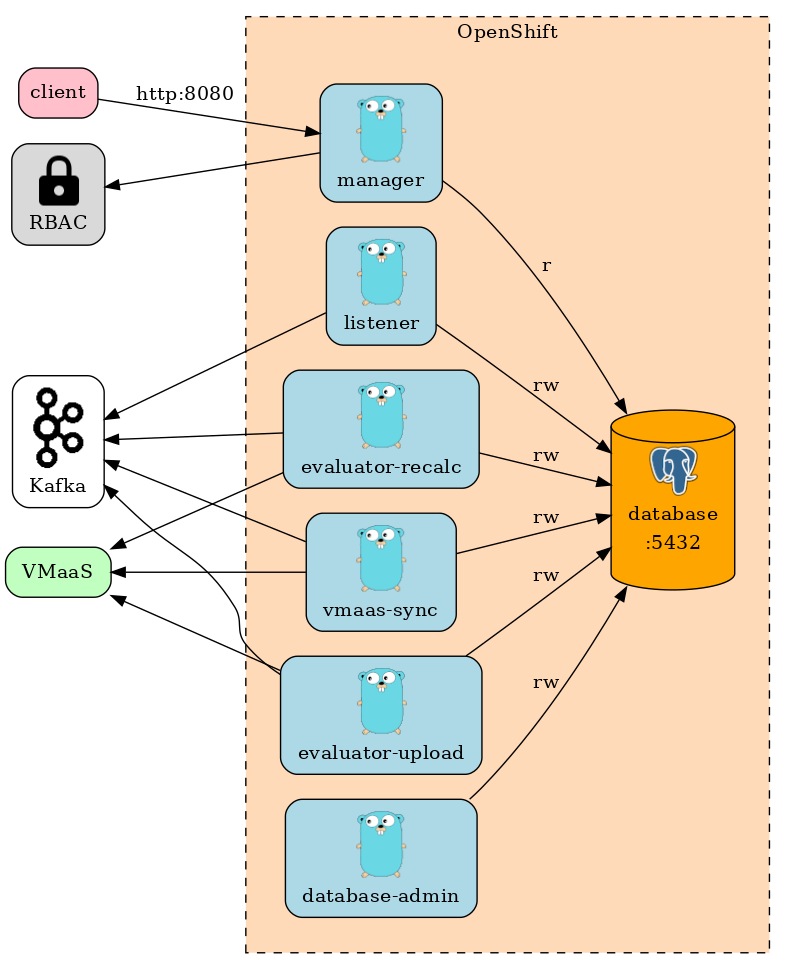 OpenShift
client
http:8080
manager
RBAC
r
listener
rw
evaluator-recalc
rw
Kafka
database
:5432
rw
vmaas-sync
VMaaS
rw
evaluator-upload
rw
database-admin